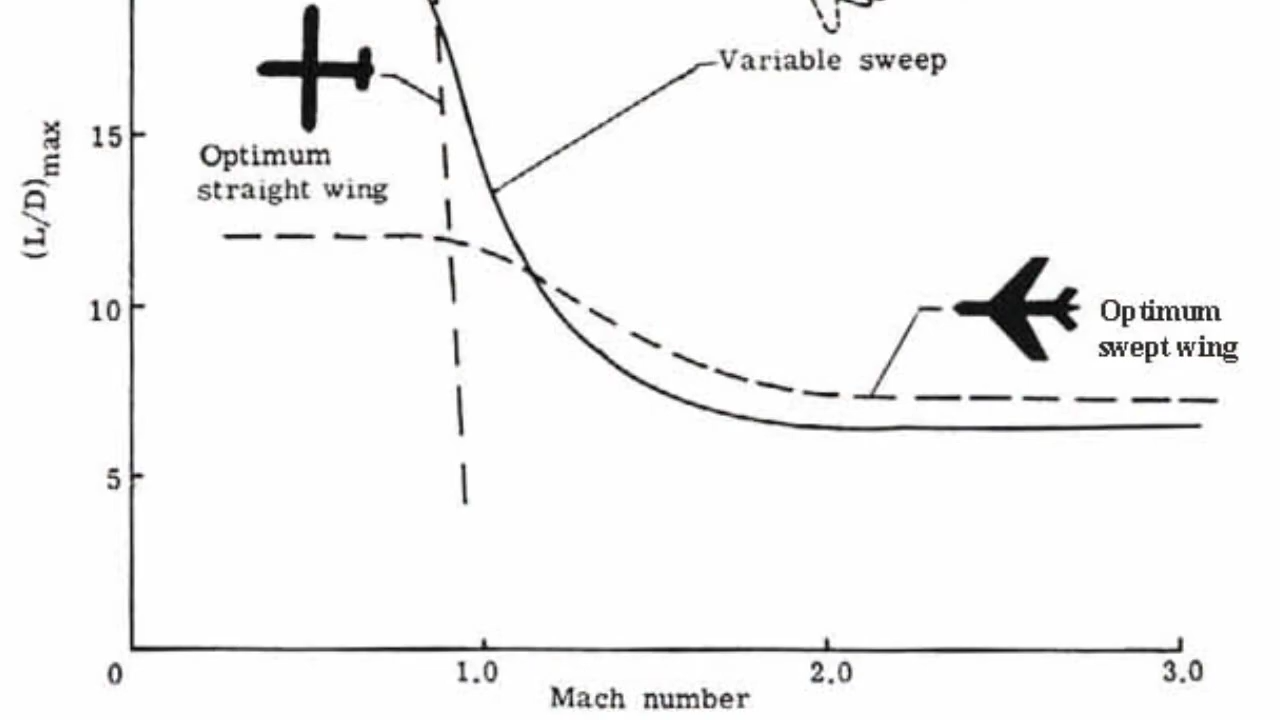 Variable sweep
15
Optimum
straight wing
(L/D)max
10
Optimum
swept wing
5
0
1.0
2.0
3.0
Mach number